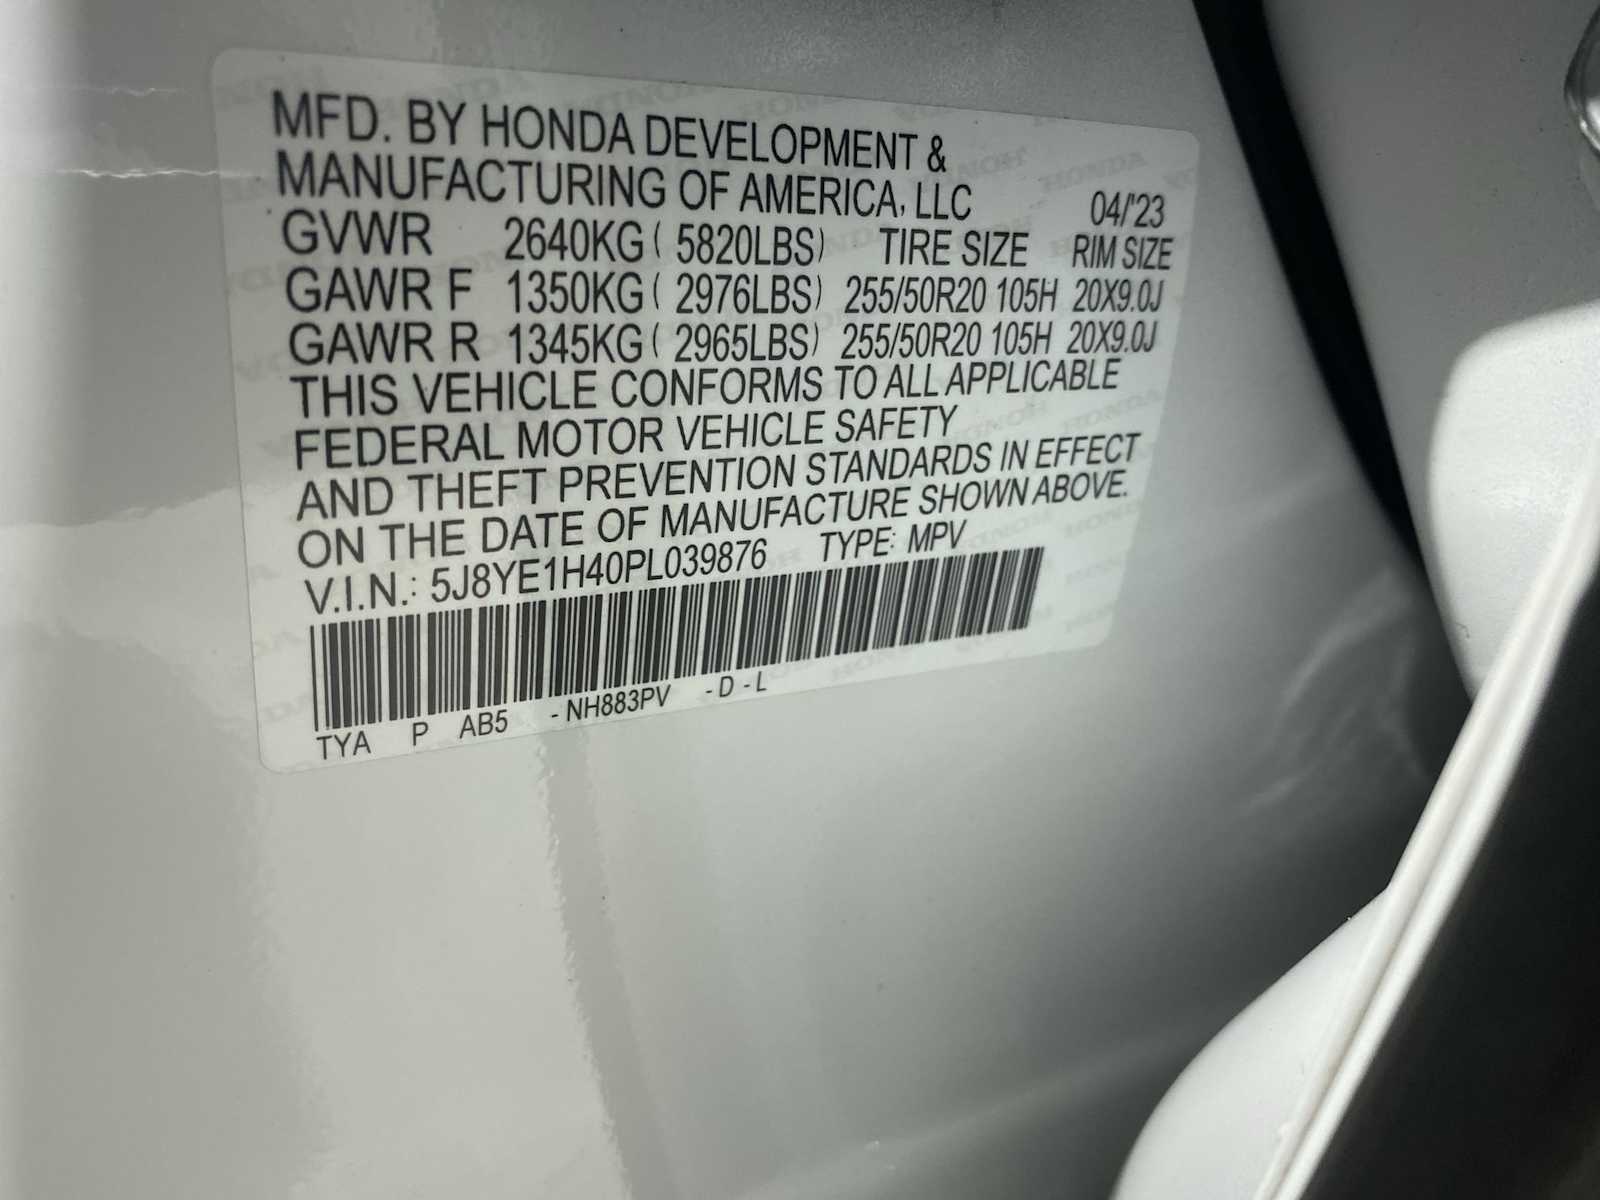 MFD. BY HONDA DEVELOPMENT &
MANUFACTURING OF AMERICA, LLC 04/'23
GVWR 2640KG ( 5820LBS) TIRE SIZE RIM SIZE
GAWR F 1350KG ( 2976LBS) 255/50R20 105H 20X9.0J
GAWR R 1345KG ( 2965LBS) 255/50R20 105H 20X9.0J
THIS VEHICLE CONFORMS TO ALL APPLICABLE
FEDERAL MOTOR VEHICLE SAFETY
AND THEFT PREVENTION STANDARDS IN EFFECT
ON THE DATE OF MANUFACTURE SHOWN ABOVE.
V.I.N.: 5J8YE1H40PL039876 TYPE: MPV
TYA P AB5 -NH883PV -D -L